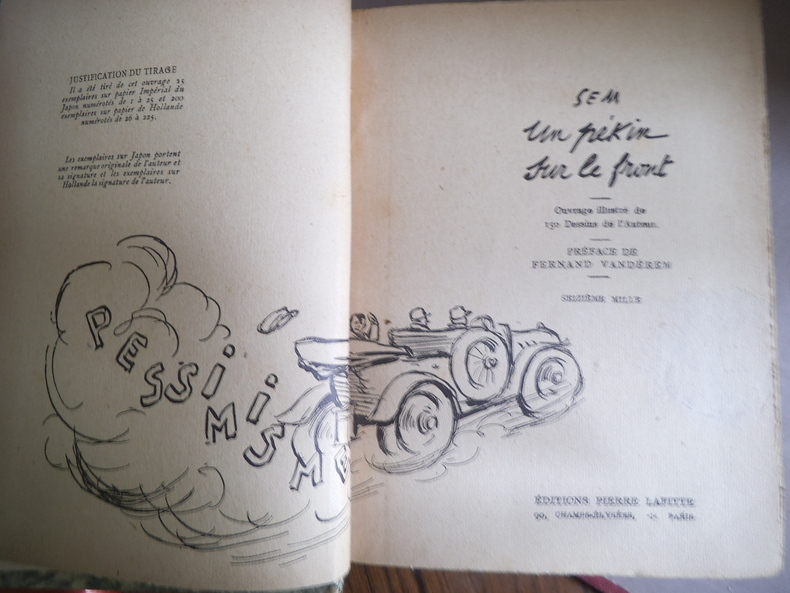 JUSTIFICATION DU TIRAGE
Il a été tiré de cet ouvrage 25
exemplaires sur papier Impérial du
Japon numérotés de 1 à 25 et 200
exemplaires sur papier de Hollande
numérotés de 26 à 225.
Les exemplaires sur Japon portent
une remarque originale de l'auteur et
sa signature et les exemplaires sur
Hollande la signature de l'auteur.
PESSIMISME
SEM
Un pékin
sur le front
Ouvrage illustré de
150 Dessins de l'Auteur.
PRÉFACE DE
FERNAND VANDÉREM
SEIZIÈME MILLE
ÉDITIONS PIERRE LAFITTE
90, CHAMPS-ÉLYSÉES, PARIS